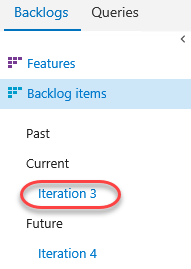 Backlogs Queries
Features
Backlog items
Past
Current
Iteration 3
Future
Iteration 4